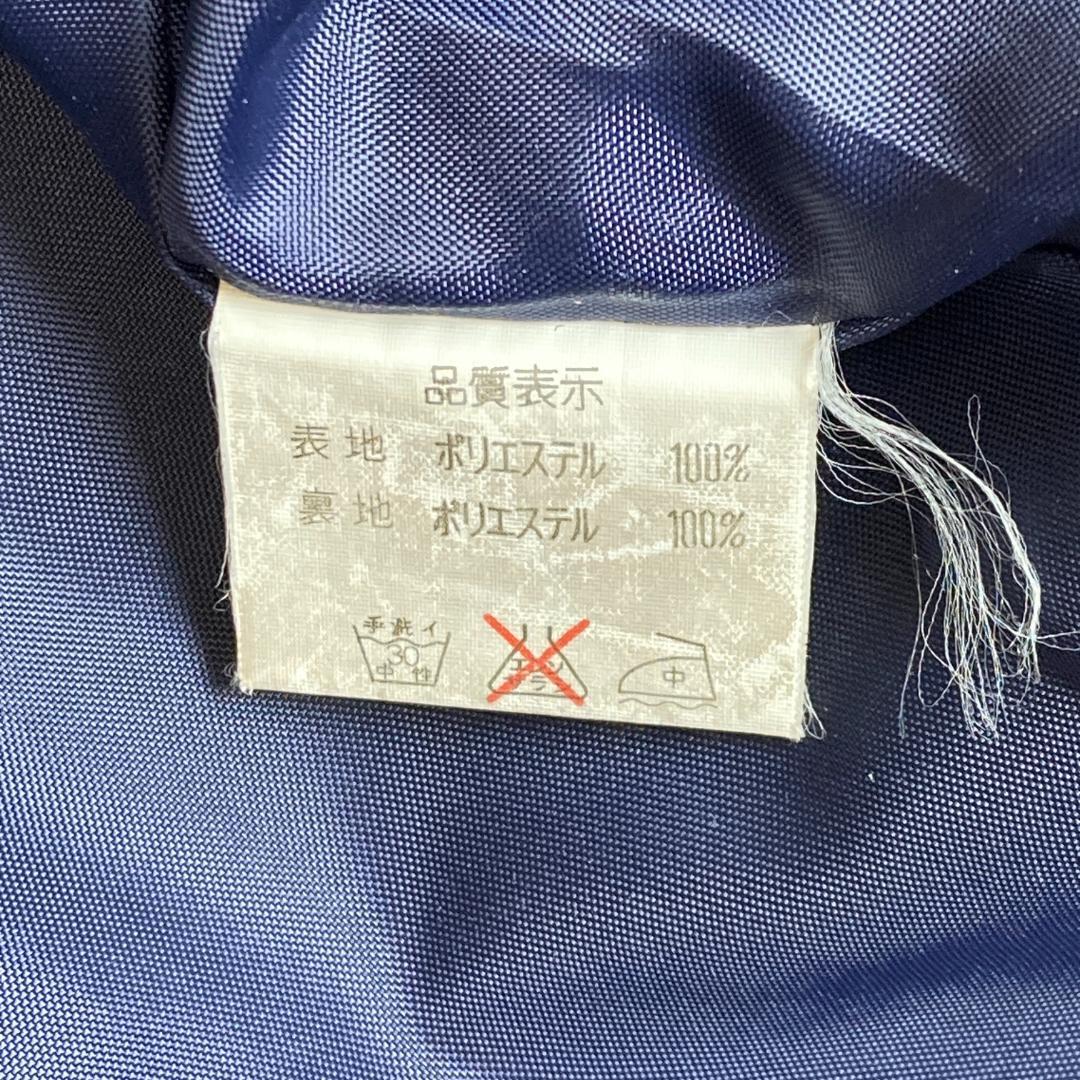 品質表示
表地 ポリエステル 100%
裏地 ポリエステル 100%
手洗イ
30
中性
エンソ
サラシ
中